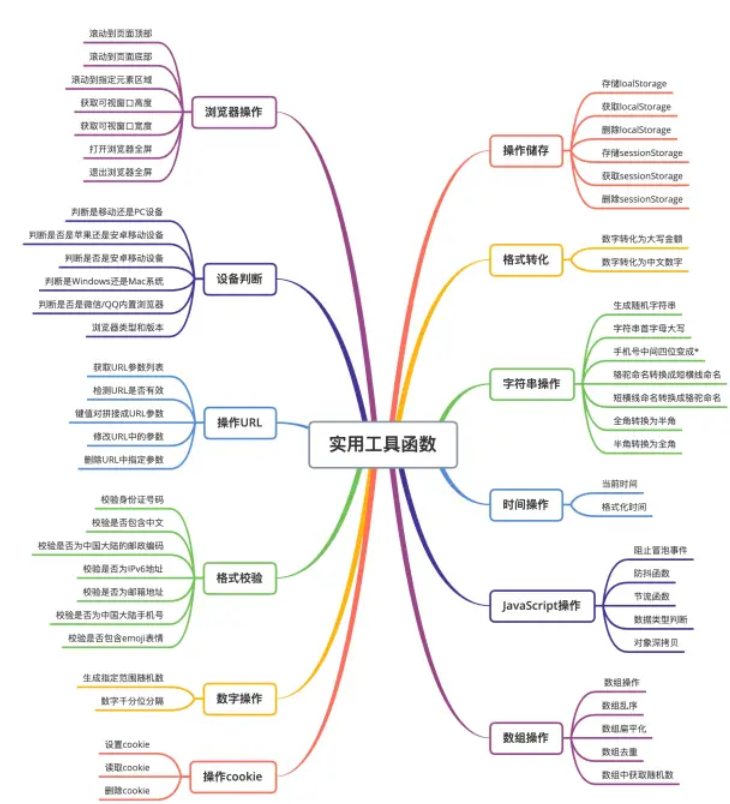 实用工具函数
浏览器操作
滚动到页面顶部
滚动到页面底部
滚动到指定元素区域
获取可视窗口高度
获取可视窗口宽度
打开浏览器全屏
退出浏览器全屏
设备判断
判断是移动还是PC设备
判断是否是苹果还是安卓移动设备
判断是否是安卓移动设备
判断是Windows还是Mac系统
判断是否是微信/QQ内置浏览器
浏览器类型和版本
操作URL
获取URL参数列表
检测URL是否有效
键值对拼接成URL参数
修改URL中的参数
删除URL中指定参数
格式校验
校验身份证号码
校验是否包含中文
校验是否为中国大陆的邮政编码
校验是否为IPv6地址
校验是否为邮箱地址
校验是否为中国大陆手机号
校验是否包含emoji表情
数字操作
生成指定范围随机数
数字千分位分隔
操作cookie
设置cookie
读取cookie
删除cookie
操作储存
存储loalStorage
获取localStorage
删除localStorage
存储sessionStorage
获取sessionStorage
删除sessionStorage
格式转化
数字转化为大写金额
数字转化为中文数字
字符串操作
生成随机字符串
字符串首字母大写
手机号中间四位变成*
骆驼命名转换成短横线命名
短横线命名转换成骆驼命名
全角转换为半角
半角转换为全角
时间操作
当前时间
格式化时间
JavaScript操作
阻止冒泡事件
防抖函数
节流函数
数据类型判断
对象深拷贝
数组操作
数组操作
数组乱序
数组扁平化
数组去重
数组中获取随机数